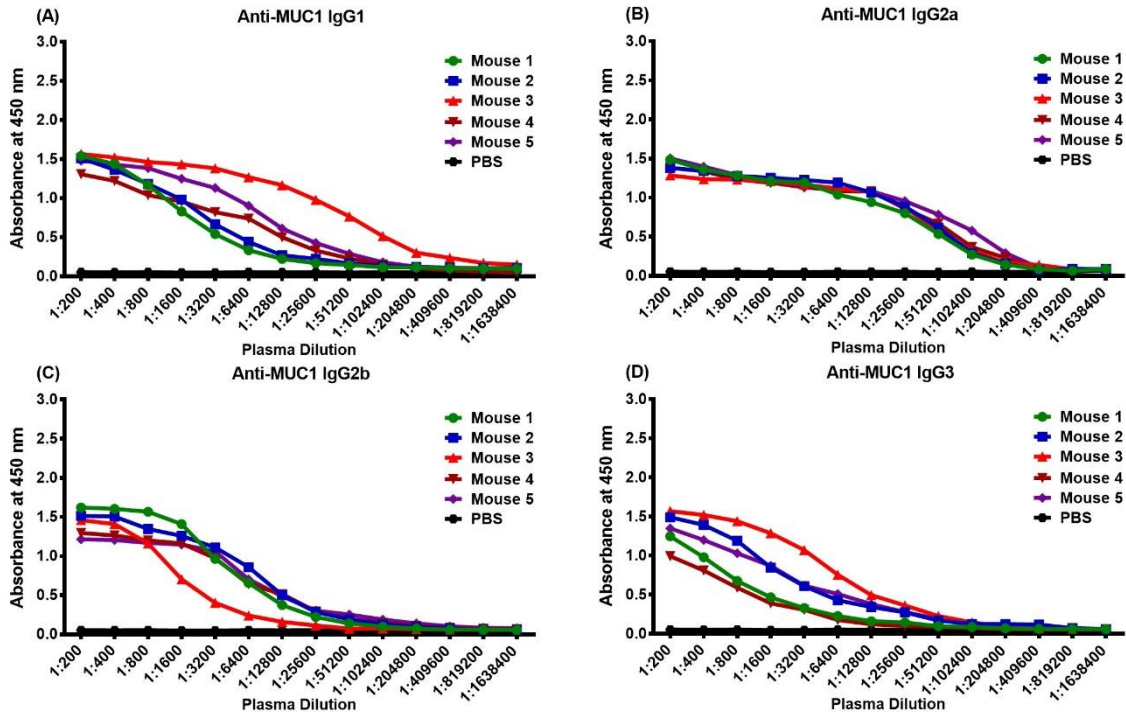 (A)
Anti-MUC1 IgG1
Absorbance at 450 nm
3.0
2.5
2.0
1.5
1.0
0.5
0.0
Mouse 1
Mouse 2
Mouse 3
Mouse 4
Mouse 5
PBS
1:200
1:400
1:800
1:1600
1:3200
1:6400
1:12800
1:25600
1:51200
1:102400
1:204800
1:409600
1:819200
1:1638400
Plasma Dilution
(B)
Anti-MUC1 IgG2a
Absorbance at 450 nm
3.0
2.5
2.0
1.5
1.0
0.5
0.0
Mouse 1
Mouse 2
Mouse 3
Mouse 4
Mouse 5
PBS
1:200
1:400
1:800
1:1600
1:3200
1:6400
1:12800
1:25600
1:51200
1:102400
1:204800
1:409600
1:819200
1:1638400
Plasma Dilution
(C)
Anti-MUC1 IgG2b
Absorbance at 450 nm
3.0
2.5
2.0
1.5
1.0
0.5
0.0
Mouse 1
Mouse 2
Mouse 3
Mouse 4
Mouse 5
PBS
1:200
1:400
1:800
1:1600
1:3200
1:6400
1:12800
1:25600
1:51200
1:102400
1:204800
1:409600
1:819200
1:1638400
Plasma Dilution
(D)
Anti-MUC1 IgG3
Absorbance at 450 nm
3.0
2.5
2.0
1.5
1.0
0.5
0.0
Mouse 1
Mouse 2
Mouse 3
Mouse 4
Mouse 5
PBS
1:200
1:400
1:800
1:1600
1:3200
1:6400
1:12800
1:25600
1:51200
1:102400
1:204800
1:409600
1:819200
1:1638400
Plasma Dilution